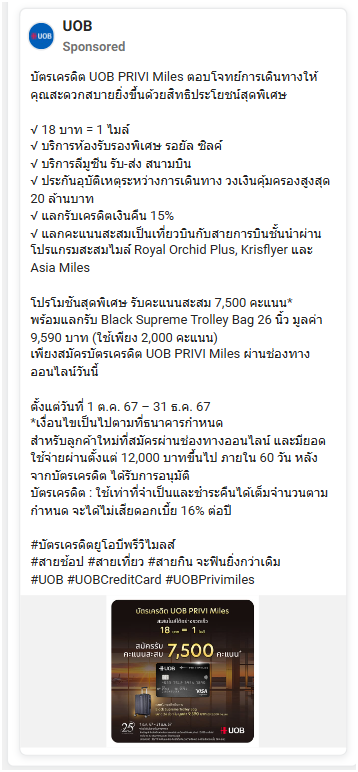 UOB
Sponsored
บัตรเครดิต UOB PRIVI Miles ตอบโจทย์การเดินทางให้
คุณสะดวกสบายยิ่งขึ้นด้วยสิทธิประโยชน์สุดพิเศษ
√ 18 บาท = 1 ไมล์
√ บริการห้องรับรองพิเศษ รอยัล ซิลค์
√ บริการลีมูซีน รับ-ส่ง สนามบิน
√ ประกันอุบัติเหตุระหว่างการเดินทาง วงเงินคุ้มครองสูงสุด
20 ล้านบาท
√ แลกรับเครดิตเงินคืน 15%
√ แลกคะแนนสะสมเป็นเที่ยวบินกับสายการบินชั้นนำผ่าน
โปรแกรมสะสมไมล์ Royal Orchid Plus, Krisflyer และ
Asia Miles
โปรโมชันสุดพิเศษ รับคะแนนสะสม 7,500 คะแนน*
พร้อมแลกรับ Black Supreme Trolley Bag 26 นิ้ว มูลค่า
9,590 บาท (ใช้เพียง 2,000 คะแนน)
เพียงสมัครบัตรเครดิต UOB PRIVI Miles ผ่านช่องทาง
ออนไลน์วันนี้
ตั้งแต่วันที่ 1 ต.ค. 67 – 31 ธ.ค. 67
*เงื่อนไขเป็นไปตามที่ธนาคารกำหนด
สำหรับลูกค้าใหม่ที่สมัครผ่านช่องทางออนไลน์ และมียอด
ใช้จ่ายผ่านตั้งแต่ 12,000 บาทขึ้นไป ภายใน 60 วัน หลัง
จากบัตรเครดิต ได้รับการอนุมัติ
บัตรเครดิต : ใช้เท่าที่จำเป็นและชำระคืนได้เต็มจำนวนตาม
กำหนด จะได้ไม่เสียดอกเบี้ย 16% ต่อปี
#บัตรเครดิตยูโอบีพรีวิไมลส์
#สายช้อป #สายเที่ยว #สายกิน จะฟินยิ่งกว่าเดิม
#UOB #UOBCreditCard #UOBPrivimiles
บัตรเครดิต UOB PRIVI Miles
18 บาท = 1 ไมล์
สมัครรับ
คะแนนสะสม 7,500 คะแนน*
VISA
25
UOB